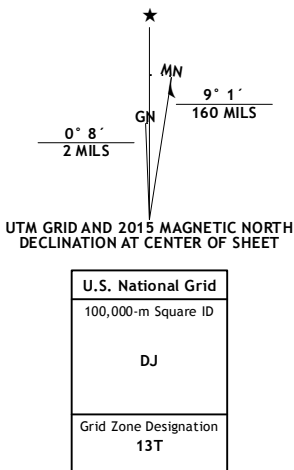 MN
GN
9° 1´
160 MILS
0° 8´
2 MILS
UTM GRID AND 2015 MAGNETIC NORTH
DECLINATION AT CENTER OF SHEET
U.S. National Grid
100,000-m Square ID
DJ
Grid Zone Designation
13T